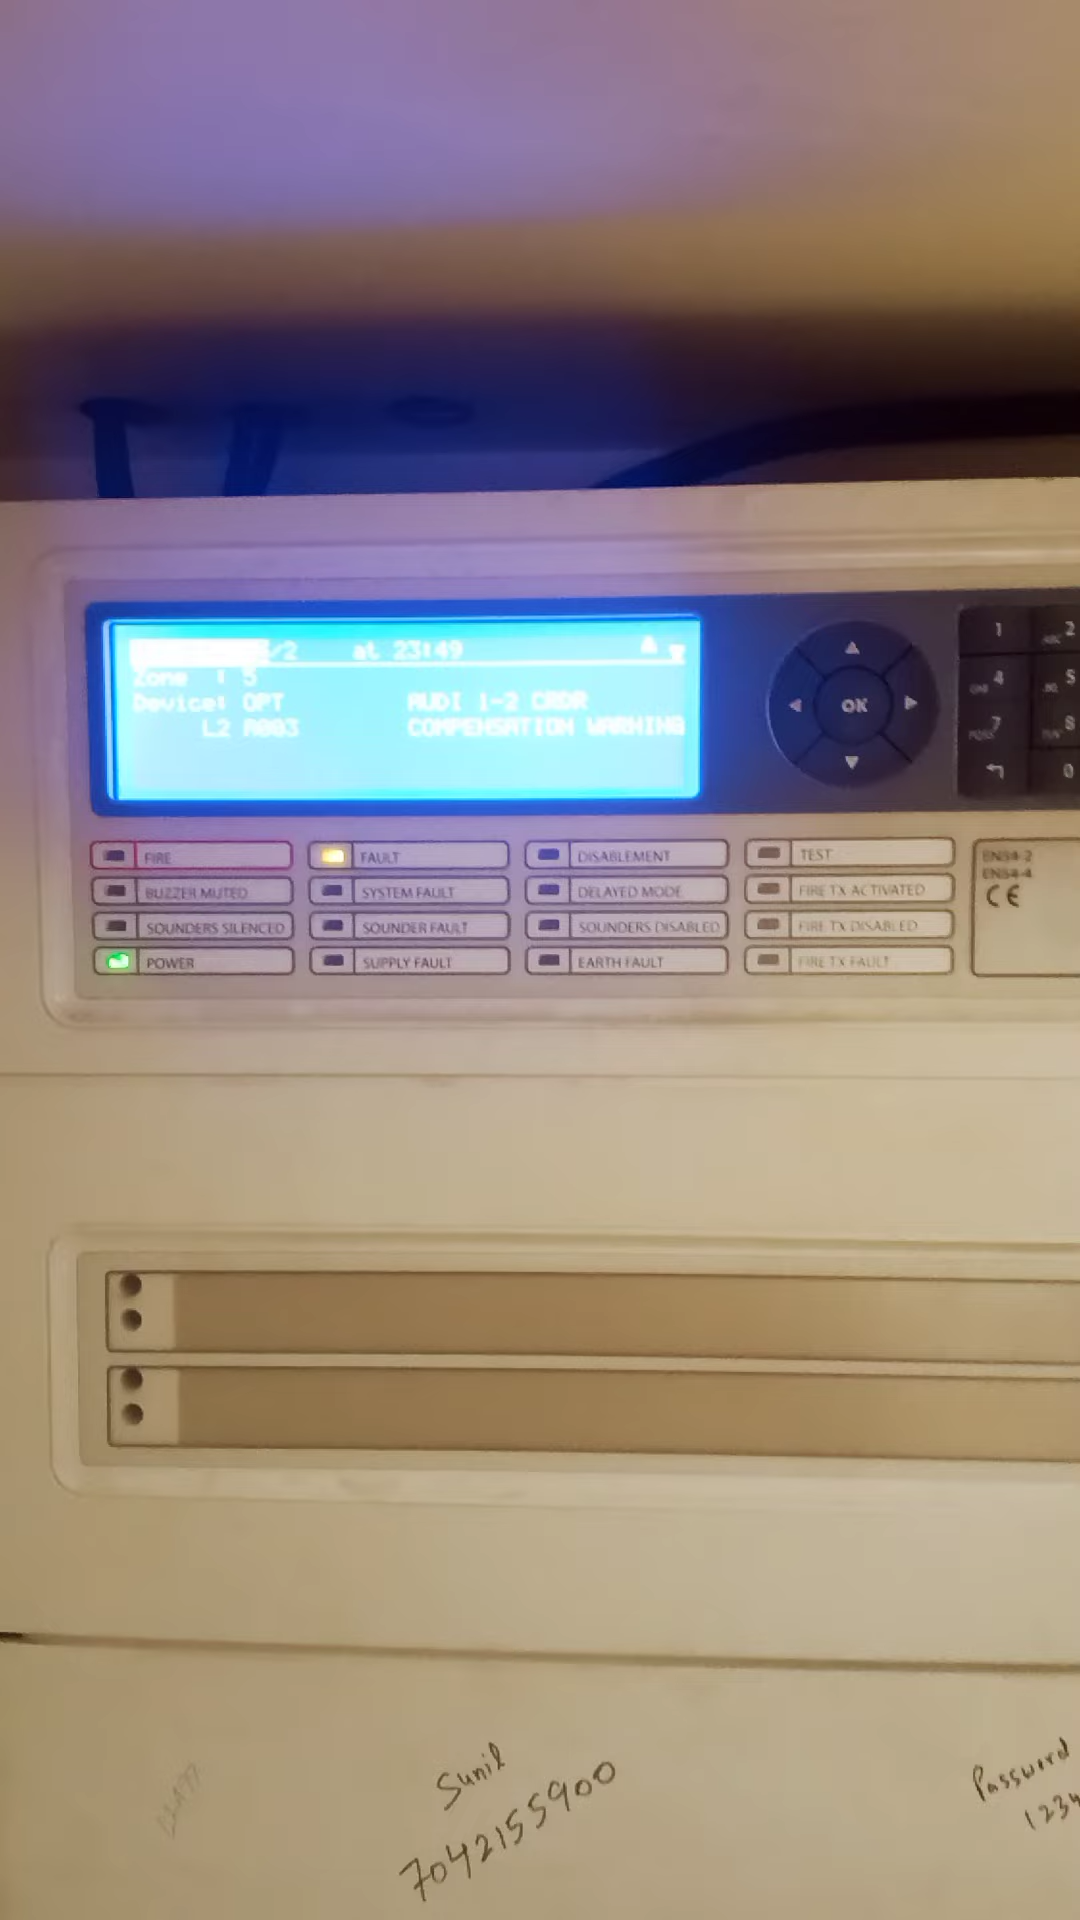 /2 at 23:49
Zone : 5
Device: OPT AUDI 1-2 CRDR
L2 A003 COMPENSATION WARNING
OK
1 2
4 5
7 8
0
FIRE FAULT DISABLEMENT TEST
BUZZER MUTED SYSTEM FAULT DELAYED MODE FIRE TX ACTIVATED
SOUNDERS SILENCED SOUNDER FAULT SOUNDERS DISABLED FIRE TX DISABLED
POWER SUPPLY FAULT EARTH FAULT FIRE TX FAULT
EN54-2
EN54-4
CE
Sunil
7042155900
Password
1234